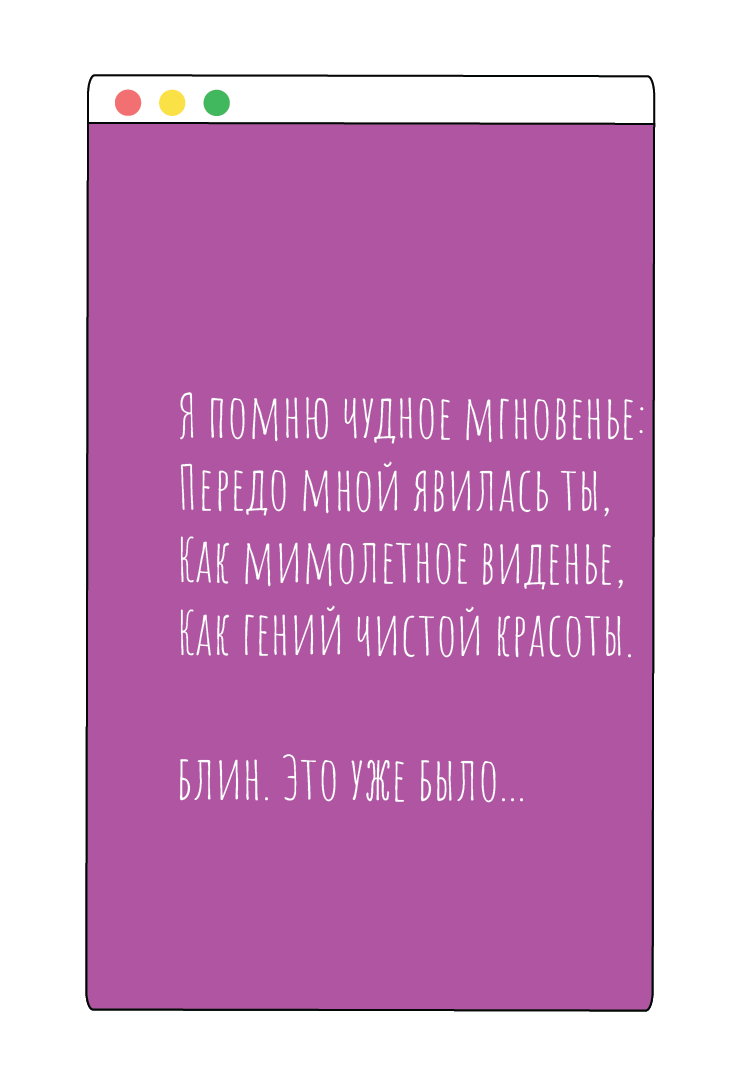 Я помню чудное мгновенье:
Передо мной явилась ты,
Как мимолетное виденье,
Как гений чистой красоты.
блин. Это уже было...